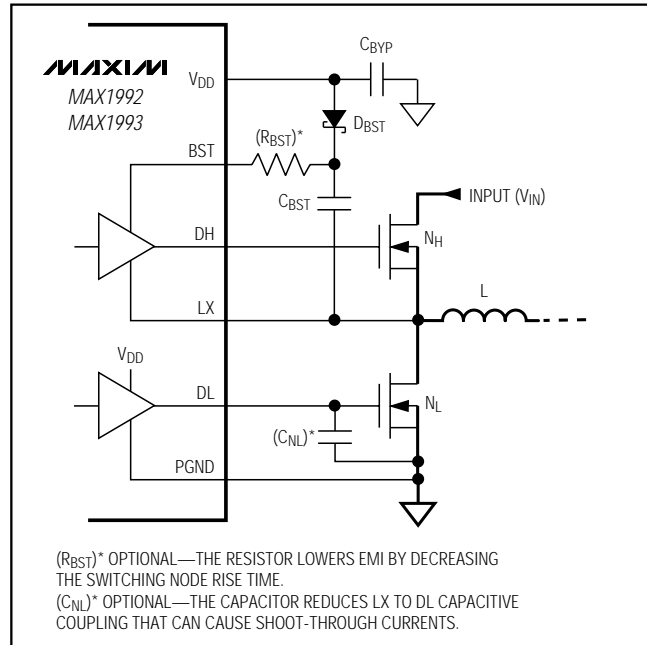 CBYP
MAXIM
VDD
MAX1992
MAX1993
DBST
(RBST)*
BST
CBST
INPUT (VIN)
DH
NH
L
LX
VDD
DL
NL
(CNL)*
PGND
(RBST)* OPTIONAL—THE RESISTOR LOWERS EMI BY DECREASING
THE SWITCHING NODE RISE TIME.
(CNL)* OPTIONAL—THE CAPACITOR REDUCES LX TO DL CAPACITIVE
COUPLING THAT CAN CAUSE SHOOT-THROUGH CURRENTS.